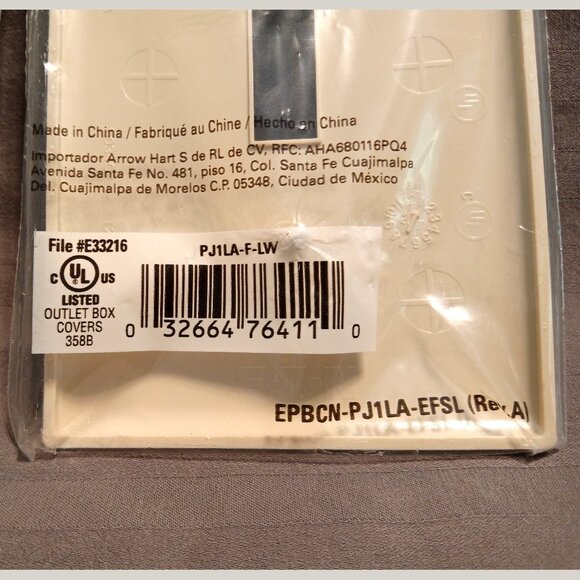 Made in China / Fabriqué au Chine / Hecho en China
Importador Arrow Hart S de RL de CV, RFC: AHA680116PQ4
Avenida Santa Fe No. 481, piso 16, Col. Santa Fe Cuajimalpa
Del. Cuajimalpa de Morelos C.P. 05348, Ciudad de México
File #E33216
PJ1LA-F-LW
C UL US
LISTED
OUTLET BOX
COVERS
358B
0 32664 76411 0
EPBCN-PJ1LA-EFSL (Rev.A)